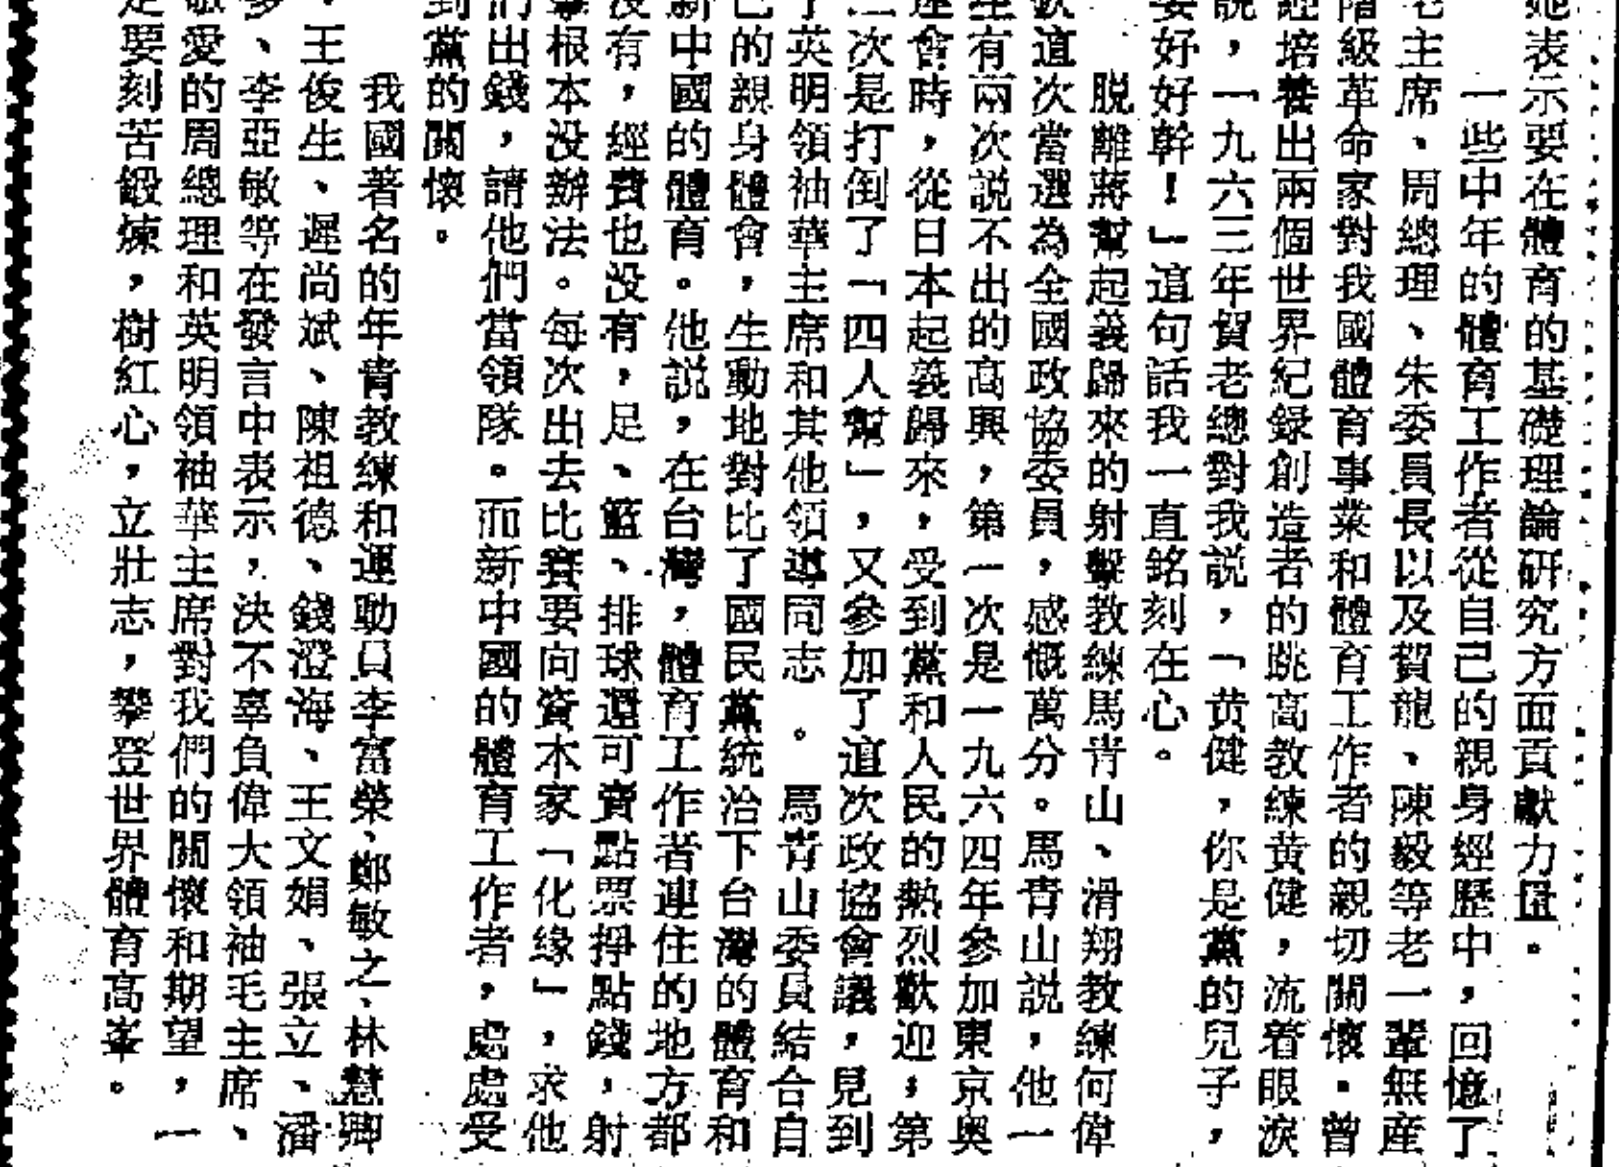 她表示要在體育的基礎理論研究方面貢獻力量。
一些中年的體育工作者從自己的親身經歷中，回憶了
毛主席、周總理、朱委員長以及賀龍、陳毅等老一輩無産
階級革命家對我國體育事業和體育工作者的親切關懷。曾
經培養出兩個世界紀録創造者的跳高教練黄健，流着眼淚
説，「一九六三年賀老總對我説，「黄健，你是黨的兒子，
要好好幹！」這句話我一直銘刻在心。
脱離蔣幫起義歸來的射擊教練馬青山、滑翔教練何偉
欽這次當選為全國政協委員，感慨萬分。馬青山説，他一
生有兩次説不出的高興，第一次是一九六四年參加東京奥
運會時，從日本起義歸來，受到黨和人民的熱烈歡迎；第
二次是打倒了「四人幫」，又參加了這次政協會議，見到
了英明領袖華主席和其他領導同志。馬青山委員結合自
己的親身體會，生動地對比了國民黨統治下台灣的體育和
新中國的體育。他説，在台灣，體育工作者連住的地方都
没有，經費也没有，足、籃、排球還可賣點票掙點錢，射
擊根本没辦法。每次出去比賽要向資本家「化緣」，求他
們出錢，請他們當領隊。而新中國的體育工作者，處處受
到黨的關懷。
我國著名的年青教練和運動員李富榮、鄭敏之、林慧卿
、王俊生、遲尚斌、陳祖德、錢澄海、王文娟、張立、潘
多、李亞敏等在發言中表示，決不辜負偉大領袖毛主席、
敬愛的周總理和英明領袖華主席對我們的關懷和期望，一
定要刻苦鍛煉，樹紅心，立壯志，攀登世界體育高峯。